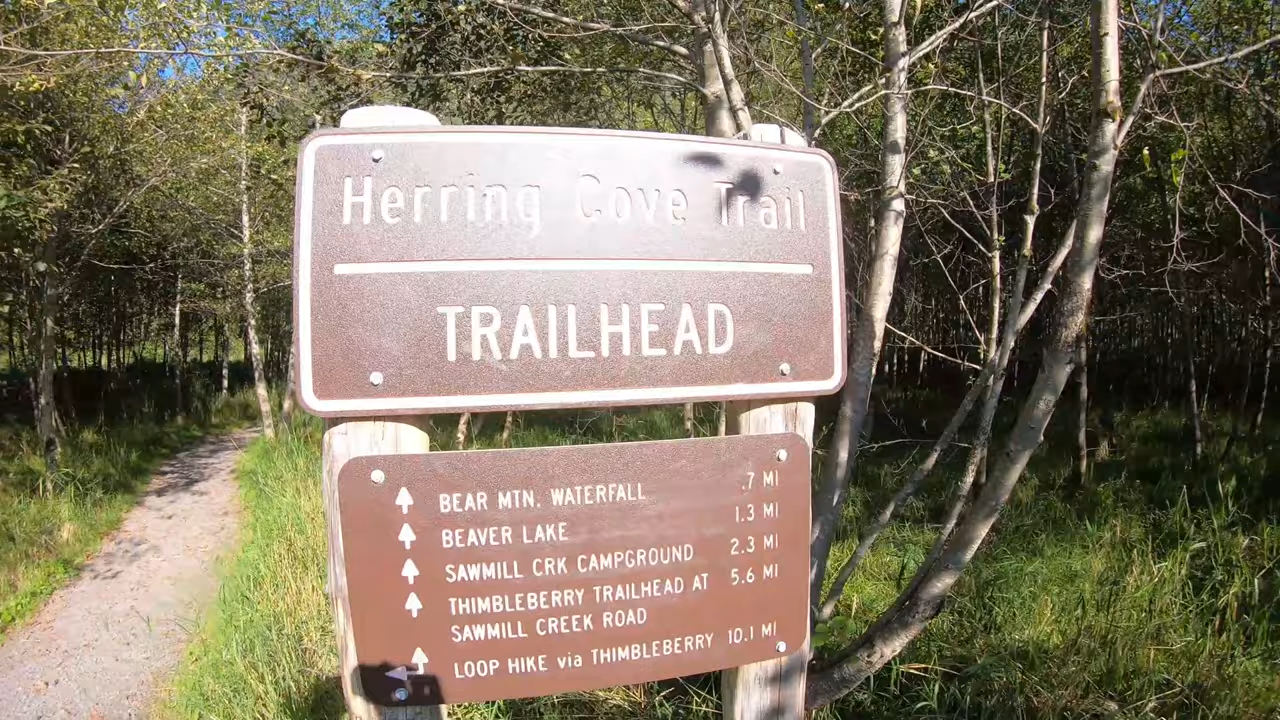 Herring Cove Trail
TRAILHEAD
BEAR MTN. WATERFALL .7 MI
BEAVER LAKE 1.3 MI
SAWMILL CRK CAMPGROUND 2.3 MI
THIMBLEBERRY TRAILHEAD AT 5.6 MI
SAWMILL CREEK ROAD
LOOP HIKE via THIMBLEBERRY 10.1 MI